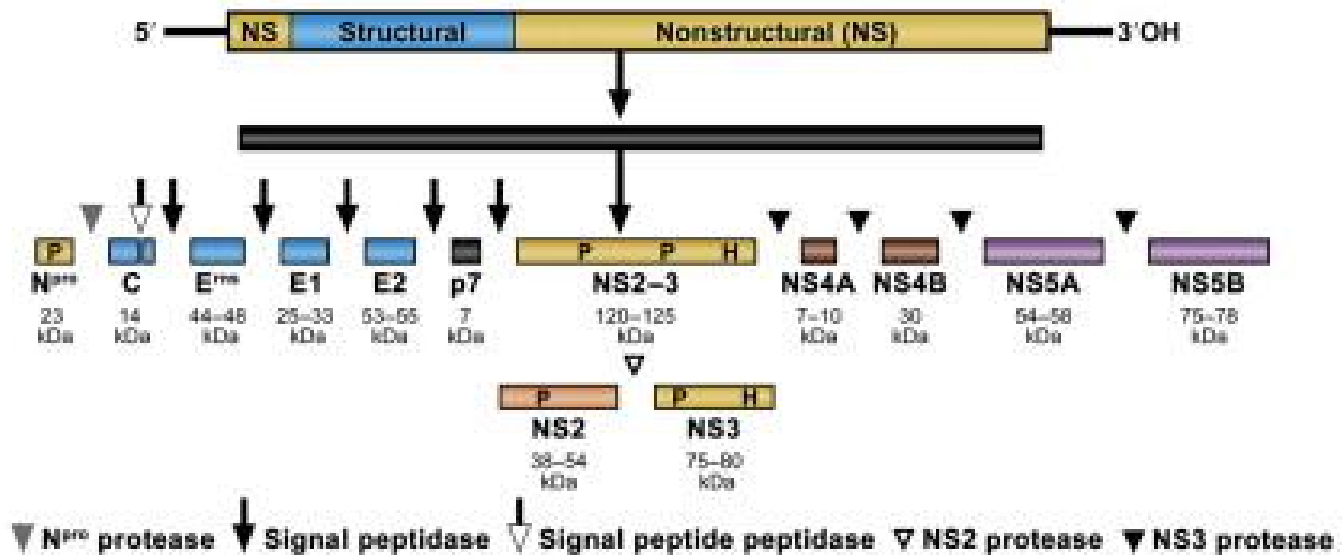 5′ NS Structural Nonstructural (NS) 3′OH
P P P H
Nᵖʳᵒ C Eʳⁿˢ E1 E2 p7 NS2–3 NS4A NS4B NS5A NS5B
23 14 44–48 25–33 53–55 7 120–125 7–10 30 54–58 75–78
kDa kDa kDa kDa kDa kDa kDa kDa kDa kDa kDa
P P H
NS2 NS3
38–54 75–80
kDa kDa
Nᵖʳᵒ protease Signal peptidase Signal peptide peptidase NS2 protease NS3 protease